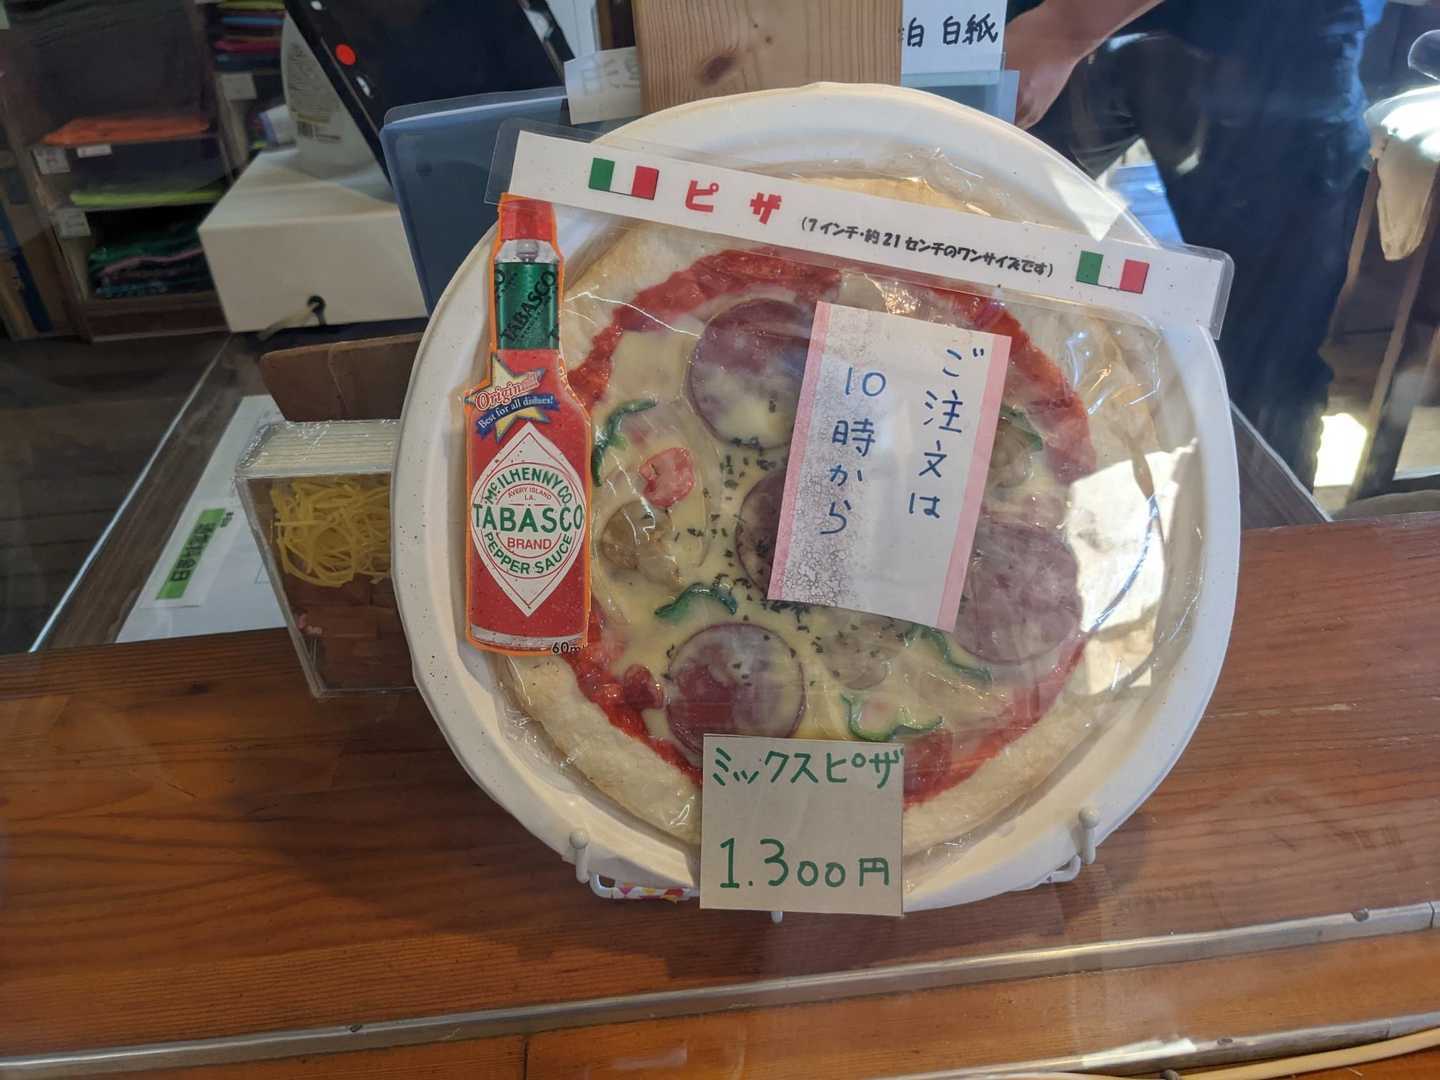 白 白紙
ピザ (7インチ・約21センチのワンサイズです)
TABASCO
Original
Best for all dishes!
McILHENNY CO.
AVERY ISLAND
LA.
TABASCO
BRAND
PEPPER SAUCE
60m
ご注文は
10時から
ミックスピザ
1.300円